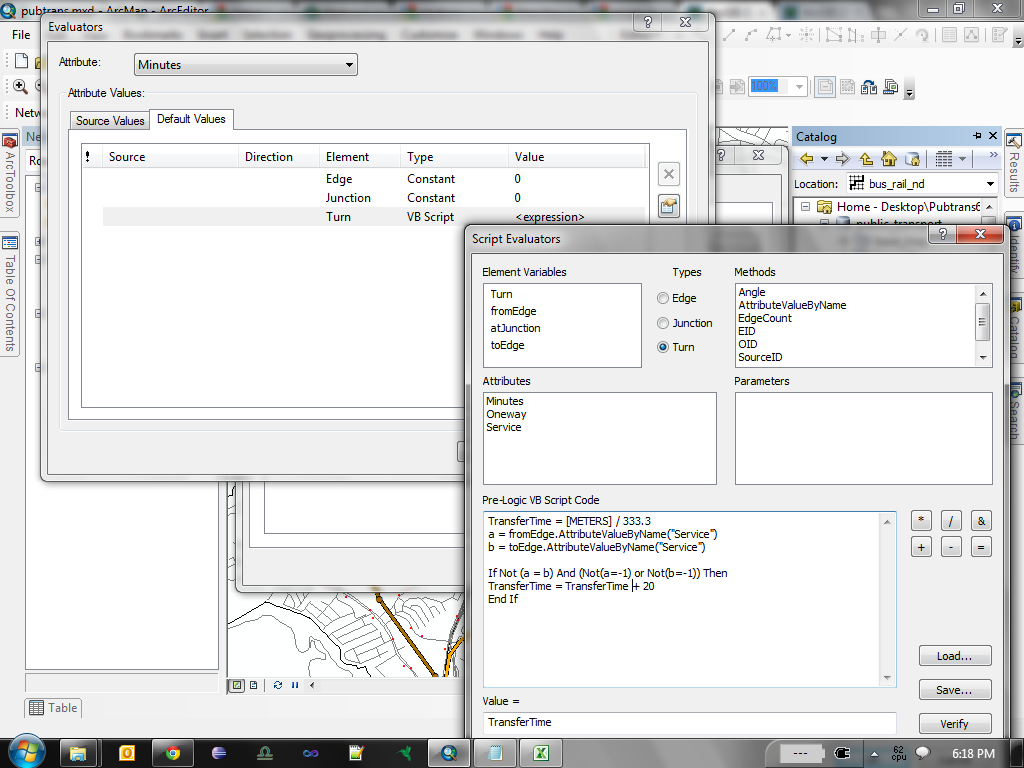 pubtrans.mxd - ArcMap - ArcEditor
Evaluators
File
Attribute:
Minutes
Attribute Values:
Source Values
Default Values
! Source Direction Element Type Value
Edge Constant 0
Junction Constant 0
Turn VB Script <expression>
100%
Netw
Ne
Ro
ArcToolbox
Table Of Contents
Catalog
Location:
bus_rail_nd
Home - Desktop\Pubtrans6
public_transport
Results
Identify
Catalog
Search
Script Evaluators
Element Variables
Types
Methods
Turn
fromEdge
atJunction
toEdge
Edge
Junction
Turn
Angle
AttributeValueByName
EdgeCount
EID
OID
SourceID
Attributes
Parameters
Minutes
Oneway
Service
Pre-Logic VB Script Code
TransferTime = [METERS] / 333.3
a = fromEdge.AttributeValueByName("Service")
b = toEdge.AttributeValueByName("Service")
If Not (a = b) And (Not(a=-1) or Not(b=-1)) Then
TransferTime = TransferTime + 20
End If
* / &
+ - =
Load...
Save...
Verify
Value =
TransferTime
Table
62
cpu
6:18 PM